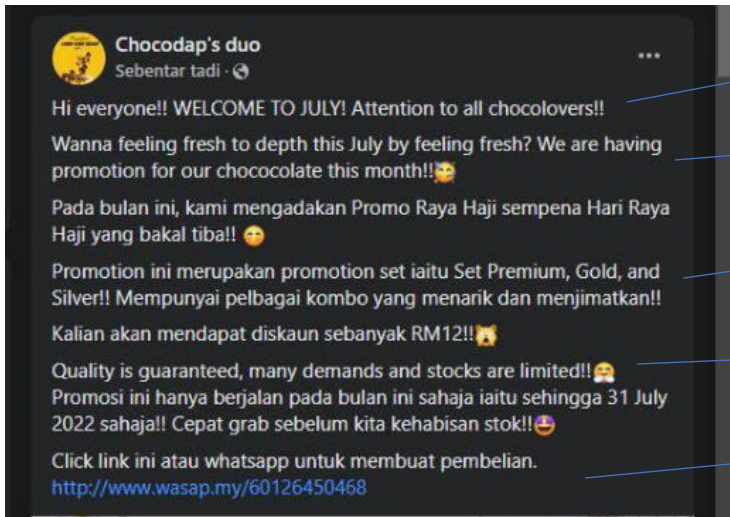 Chocodap's duo
Sebentar tadi ·
Hi everyone!! WELCOME TO JULY! Attention to all chocolovers!!
Wanna feeling fresh to depth this July by feeling fresh? We are having
promotion for our chococolate this month!!🥳
Pada bulan ini, kami mengadakan Promo Raya Haji sempena Hari Raya
Haji yang bakal tiba!! 😁
Promotion ini merupakan promotion set iaitu Set Premium, Gold, and
Silver!! Mempunyai pelbagai kombo yang menarik dan menjimatkan!!
Kalian akan mendapat diskaun sebanyak RM12!!🙀
Quality is guaranteed, many demands and stocks are limited!!😤
Promosi ini hanya berjalan pada bulan ini sahaja iaitu sehingga 31 July
2022 sahaja!! Cepat grab sebelum kita kehabisan stok!!🤩
Click link ini atau whatsapp untuk membuat pembelian.
http://www.wasap.my/60126450468